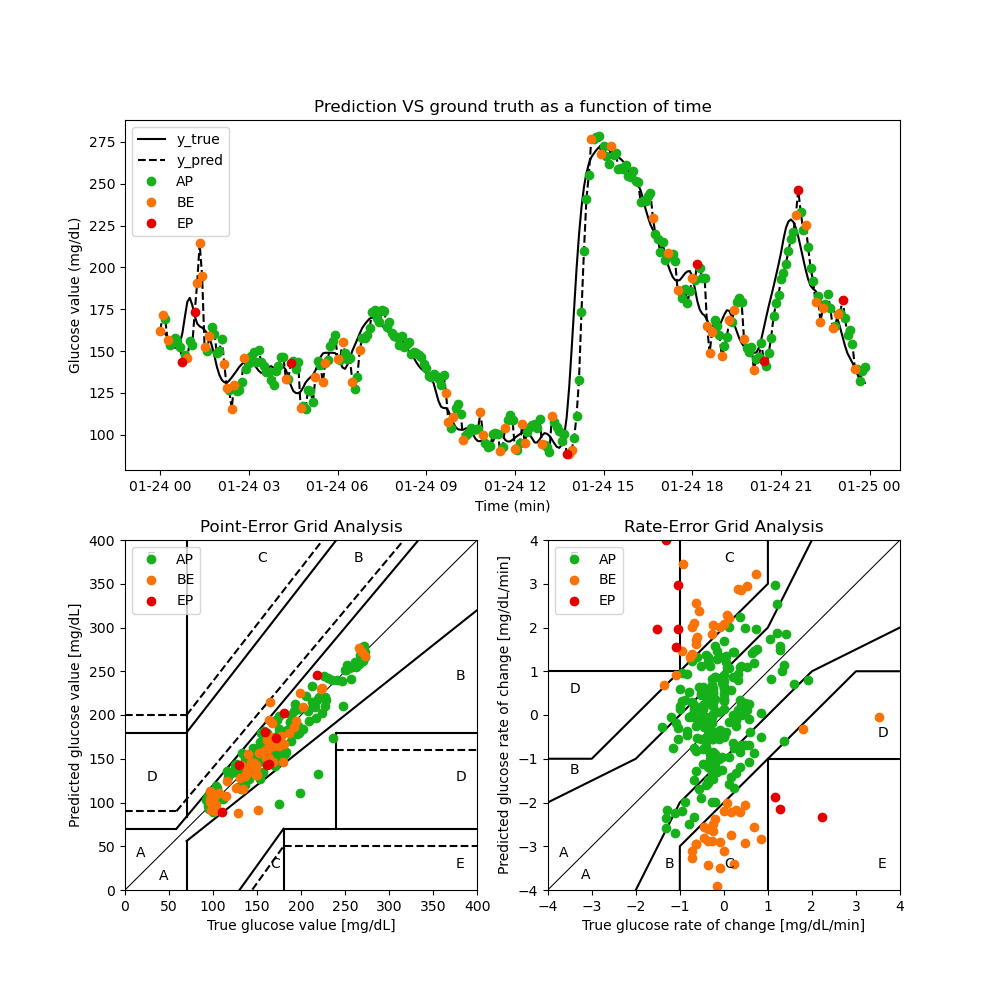 Prediction VS ground truth as a function of time
Glucose value (mg/dL)
275
250
225
200
175
150
125
100
y_true
y_pred
AP
BE
EP
01-24 00
01-24 03
01-24 06
01-24 09
01-24 12
01-24 15
01-24 18
01-24 21
01-25 00
Time (min)
Point-Error Grid Analysis
Predicted glucose value [mg/dL]
400
350
300
250
200
150
100
50
0
AP
BE
EP
C
B
B
D
D
A
A
C
E
0
50
100
150
200
250
300
350
400
True glucose value [mg/dL]
Rate-Error Grid Analysis
Predicted glucose rate of change [mg/dL/min]
4
3
2
1
0
−1
−2
−3
−4
AP
BE
EP
C
D
D
B
A
A
B
C
E
−4
−3
−2
−1
0
1
2
3
4
True glucose rate of change [mg/dL/min]